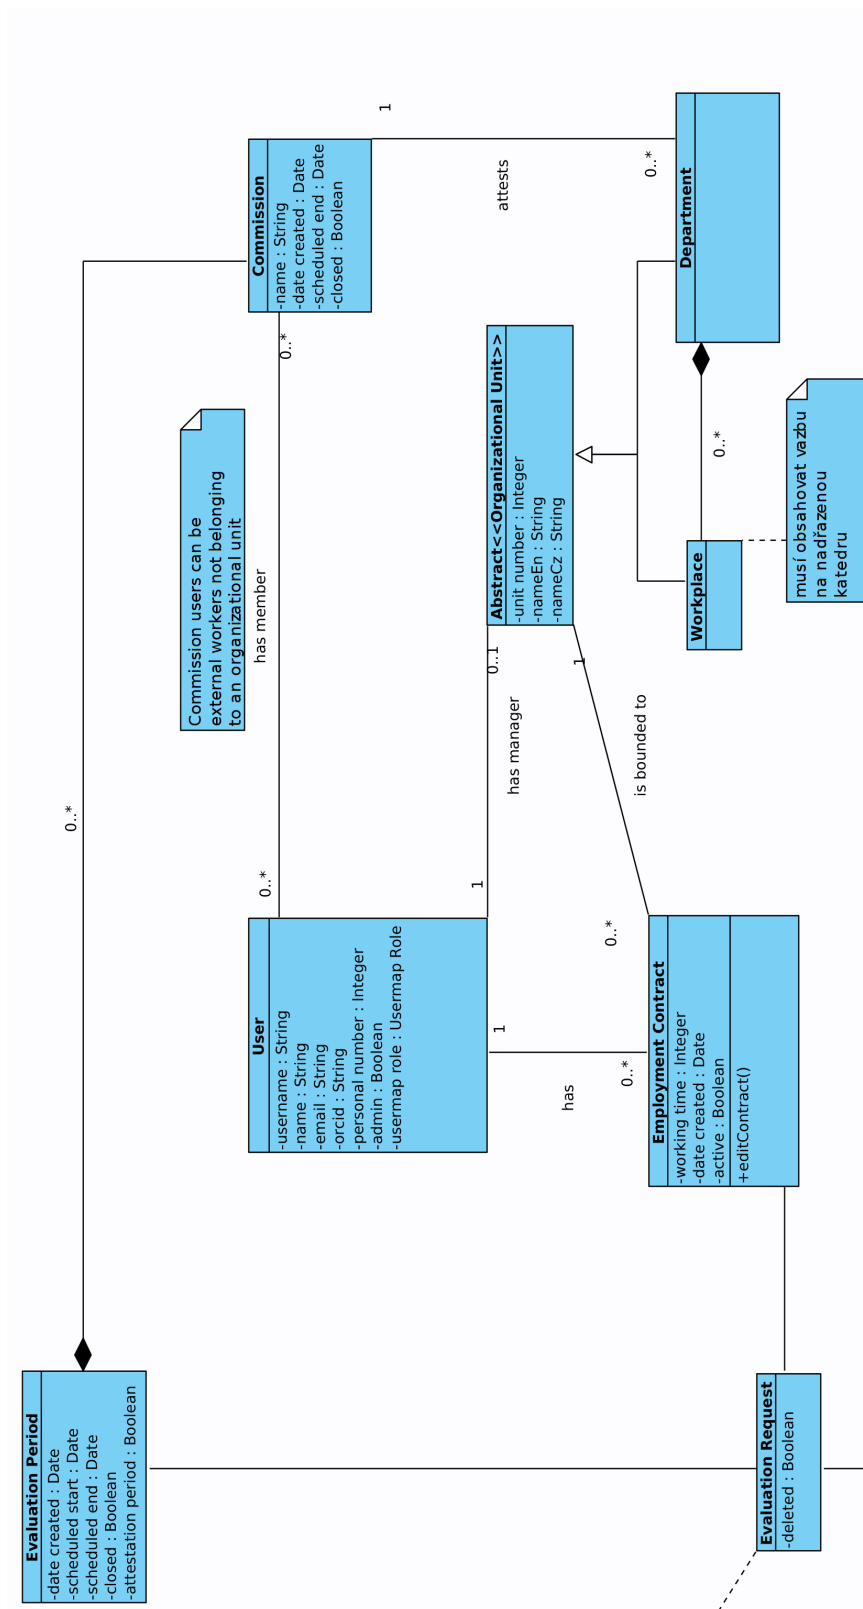 Evaluation Period
-date created : Date
-scheduled start : Date
-scheduled end : Date
-closed : Boolean
-attestation period : Boolean
0..*
Commission users can be
external workers not belonging
to an organizational unit
User
-username : String
-name : String
-email : String
-orcid : String
-personal number : Integer
-admin : Boolean
-usermap role : Usermap Role
0..*
has member
0..*
Commission
-name : String
-date created : Date
-scheduled end : Date
-closed : Boolean
1
attests
0..*
1
has manager
0..1
Abstract<<Organizational Unit>>
-unit number : Integer
-nameEn : String
-nameCz : String
1
has
0..*
0..*
is bounded to
1
Employment Contract
-working time : Integer
-date created : Date
-active : Boolean
+editContract()
Workplace
0..*
Department
musí obsahovat vazbu
na nadřazenou
katedru
Evaluation Request
-deleted : Boolean